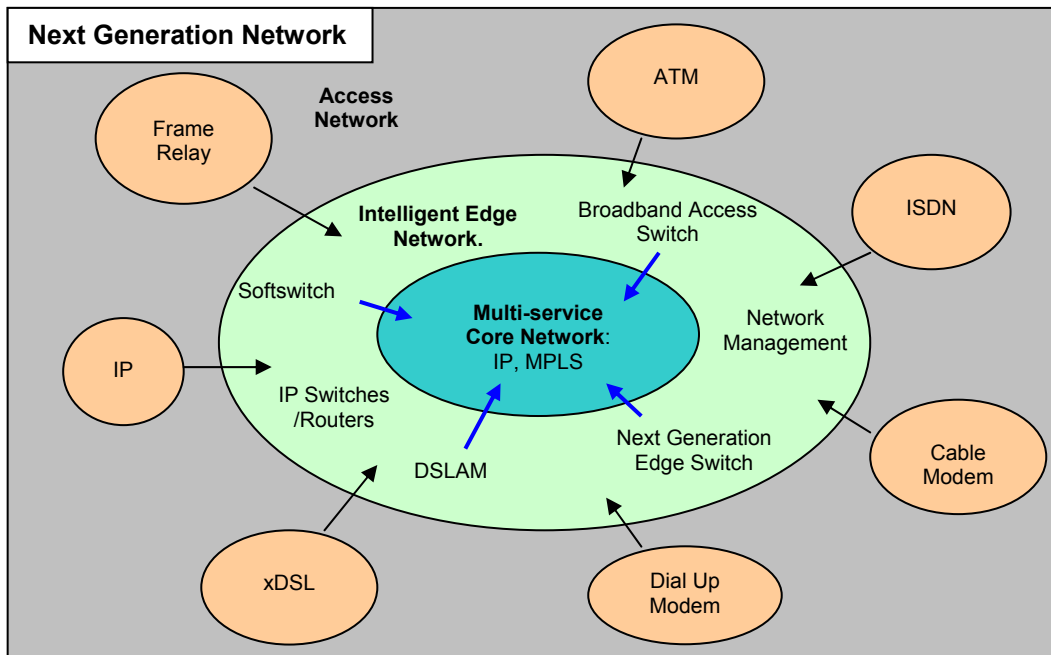 Next Generation Network
Access
Network
ATM
Frame
Relay
ISDN
Intelligent Edge
Network.
Broadband Access
Switch
Softswitch
Multi-service
Core Network:
IP, MPLS
Network
Management
IP
IP Switches
/Routers
DSLAM
Next Generation
Edge Switch
Cable
Modem
xDSL
Dial Up
Modem